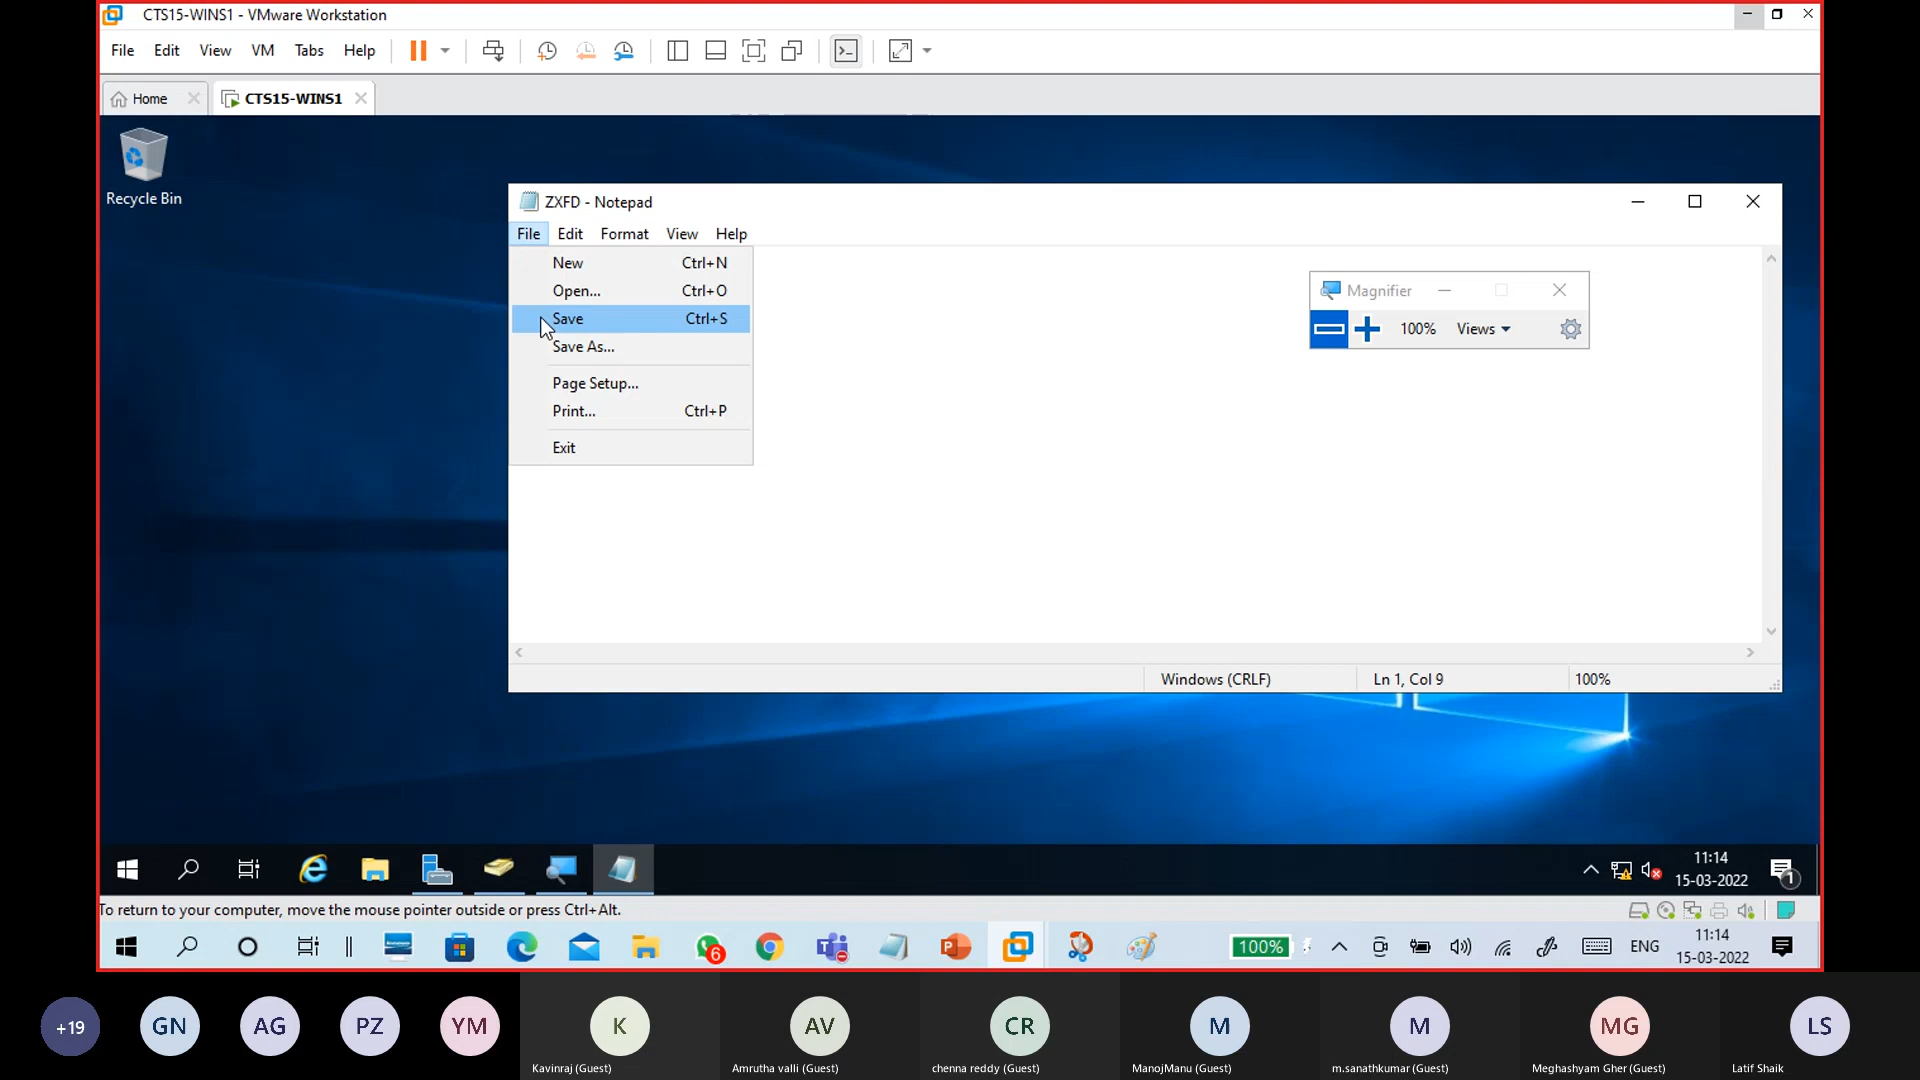 CTS15-WINS1 - VMware Workstation
File Edit View VM Tabs Help
Home CTS15-WINS1
Recycle Bin
ZXFD - Notepad
File Edit Format View Help
New Ctrl+N
Open... Ctrl+O
Save Ctrl+S
Save As...
Page Setup...
Print... Ctrl+P
Exit
Magnifier
100% Views
Windows (CRLF) Ln 1, Col 9 100%
11:14
15-03-2022
1
To return to your computer, move the mouse pointer outside or press Ctrl+Alt.
6
100%
ENG
11:14
15-03-2022
+19 GN AG PZ YM K AV CR M M MG LS
Kavinraj (Guest) Amrutha valli (Guest) chenna reddy (Guest) ManojManu (Guest) m.sanathkumar (Guest) Meghashyam Gher (Guest) Latif Shaik